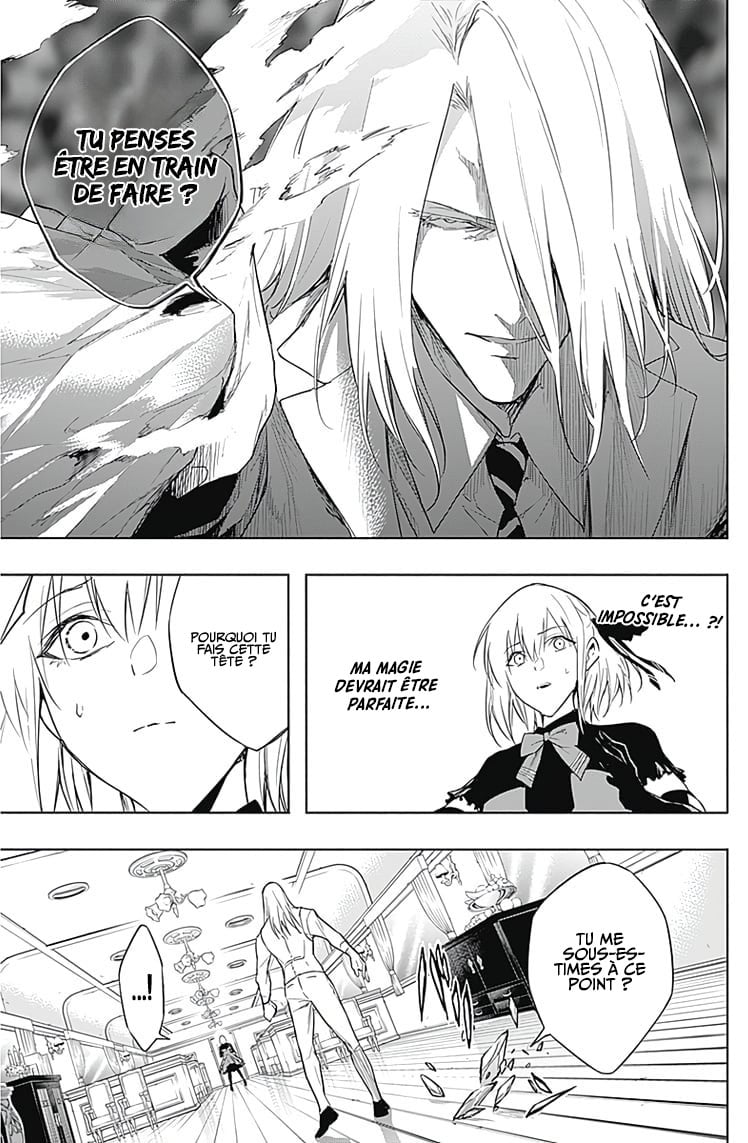 TU PENSES
ÊTRE EN TRAIN
DE FAIRE ?
C'EST
IMPOSSIBLE... ?!
MA MAGIE
DEVRAIT ÊTRE
PARFAITE...
POURQUOI TU
FAIS CETTE
TÊTE ?
TU ME
SOUS-ES-
TIMES À CE
POINT ?
...!